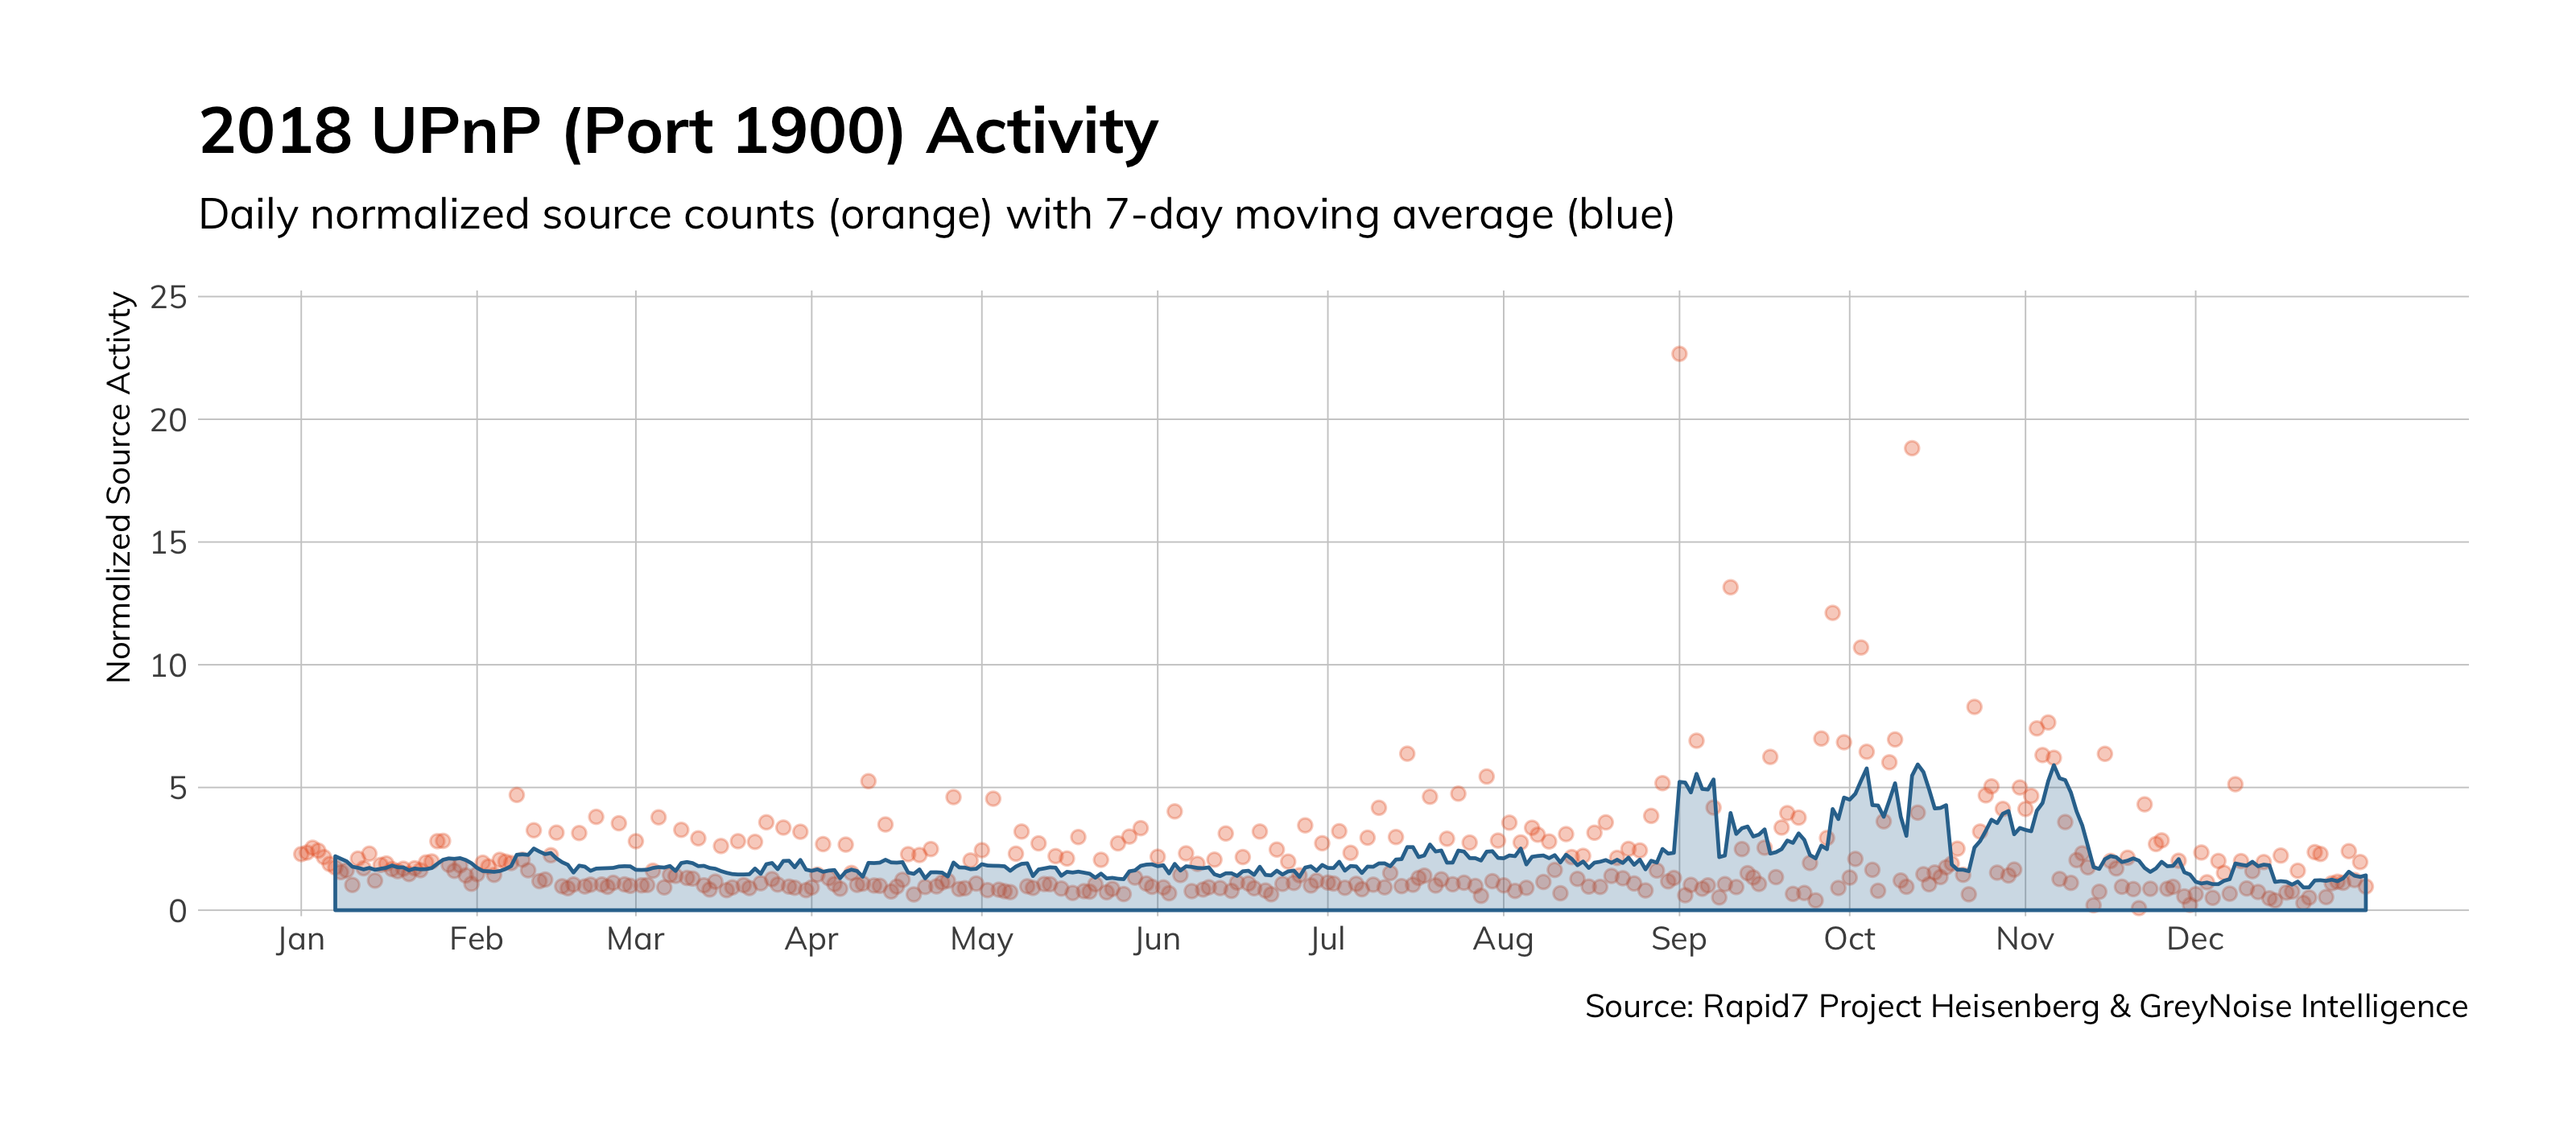 2018 UPnP (Port 1900) Activity
Daily normalized source counts (orange) with 7-day moving average (blue)
Normalized Source Activty
25
20
15
10
5
0
Jan Feb Mar Apr May Jun Jul Aug Sep Oct Nov Dec
Source: Rapid7 Project Heisenberg & GreyNoise Intelligence